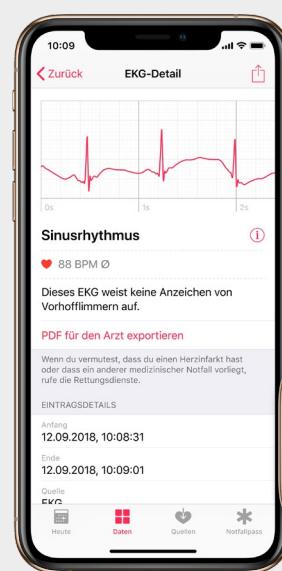 10:09
Zurück
EKG-Detail
0s 1s 2s
Sinusrhythmus
88 BPM Ø
Dieses EKG weist keine Anzeichen von
Vorhofflimmern auf.
PDF für den Arzt exportieren
Wenn du vermutest, dass du einen Herzinfarkt hast
oder dass ein anderer medizinischer Notfall vorliegt,
rufe die Rettungsdienste.
EINTRAGSDETAILS
Anfang
12.09.2018, 10:08:31
Ende
12.09.2018, 10:09:01
Quelle
EKG
Heute Daten Quellen Notfallpass